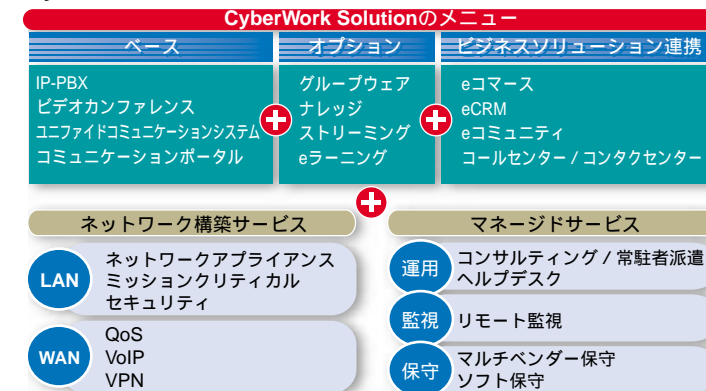 CyberWork Solutionのメニュー
ベース
IP-PBX
ビデオカンファレンス
ユニファイドコミュニケーションシステム
コミュニケーションポータル
オプション
グループウェア
ナレッジ
ストリーミング
eラーニング
ビジネスソリューション連携
eコマース
eCRM
eコミュニティ
コールセンター / コンタクセンター
ネットワーク構築サービス
LAN
ネットワークアプライアンス
ミッションクリティカル
セキュリティ
WAN
QoS
VoIP
VPN
マネージドサービス
運用
コンサルティング / 常駐者派遣
ヘルプデスク
監視
リモート監視
保守
マルチベンダー保守
ソフト保守